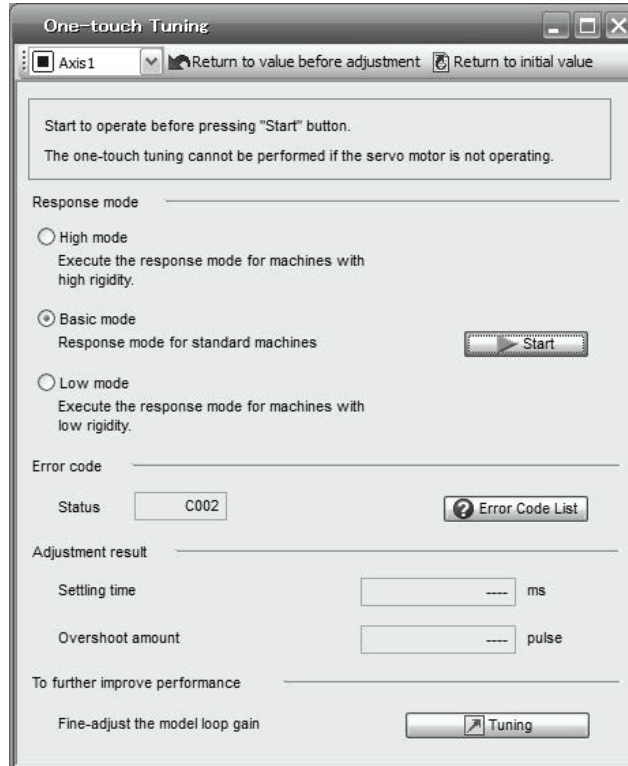 One-touch Tuning
Axis1 Return to value before adjustment Return to initial value
Start to operate before pressing "Start" button.
The one-touch tuning cannot be performed if the servo motor is not operating.
Response mode
High mode
Execute the response mode for machines with
high rigidity.
Basic mode
Response mode for standard machines
Start
Low mode
Execute the response mode for machines with
low rigidity.
Error code
Status C002 Error Code List
Adjustment result
Settling time ---- ms
Overshoot amount ---- pulse
To further improve performance
Fine-adjust the model loop gain Tuning